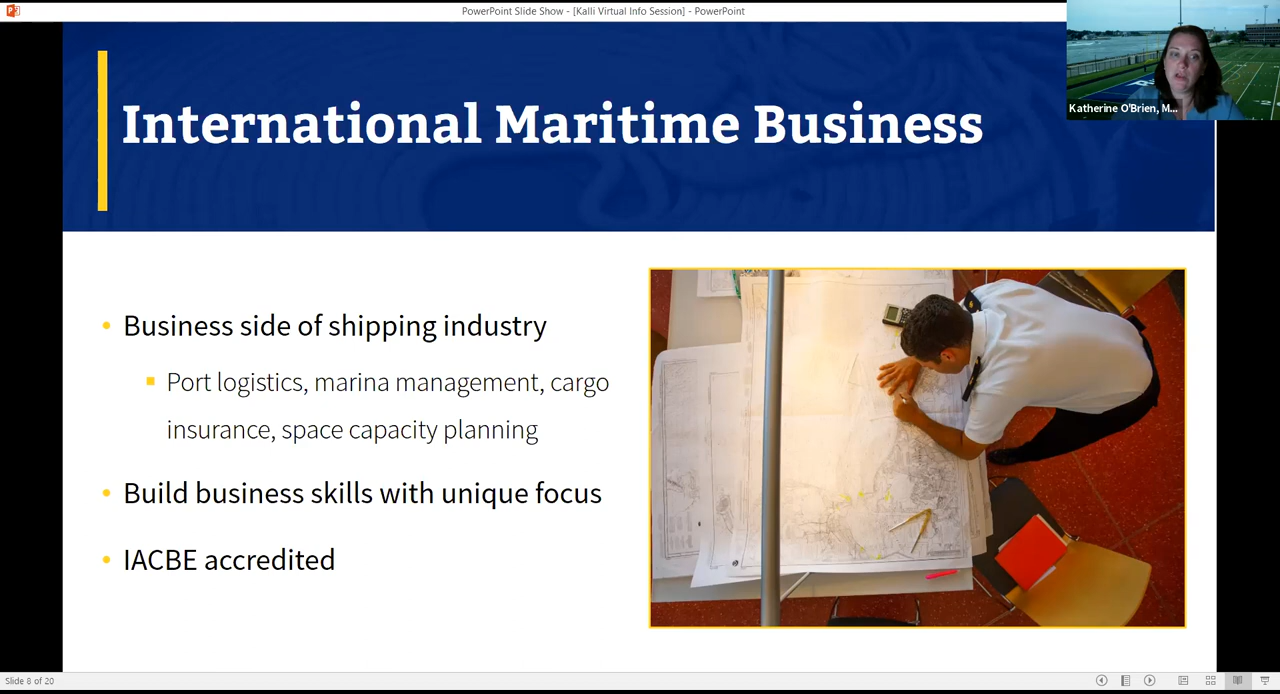 PowerPoint Slide Show - [Kalli Virtual Info Session] - PowerPoint
Katherine O'Brien, M...
International Maritime Business
• Business side of shipping industry
▪ Port logistics, marina management, cargo
insurance, space capacity planning
• Build business skills with unique focus
• IACBE accredited
Slide 8 of 20